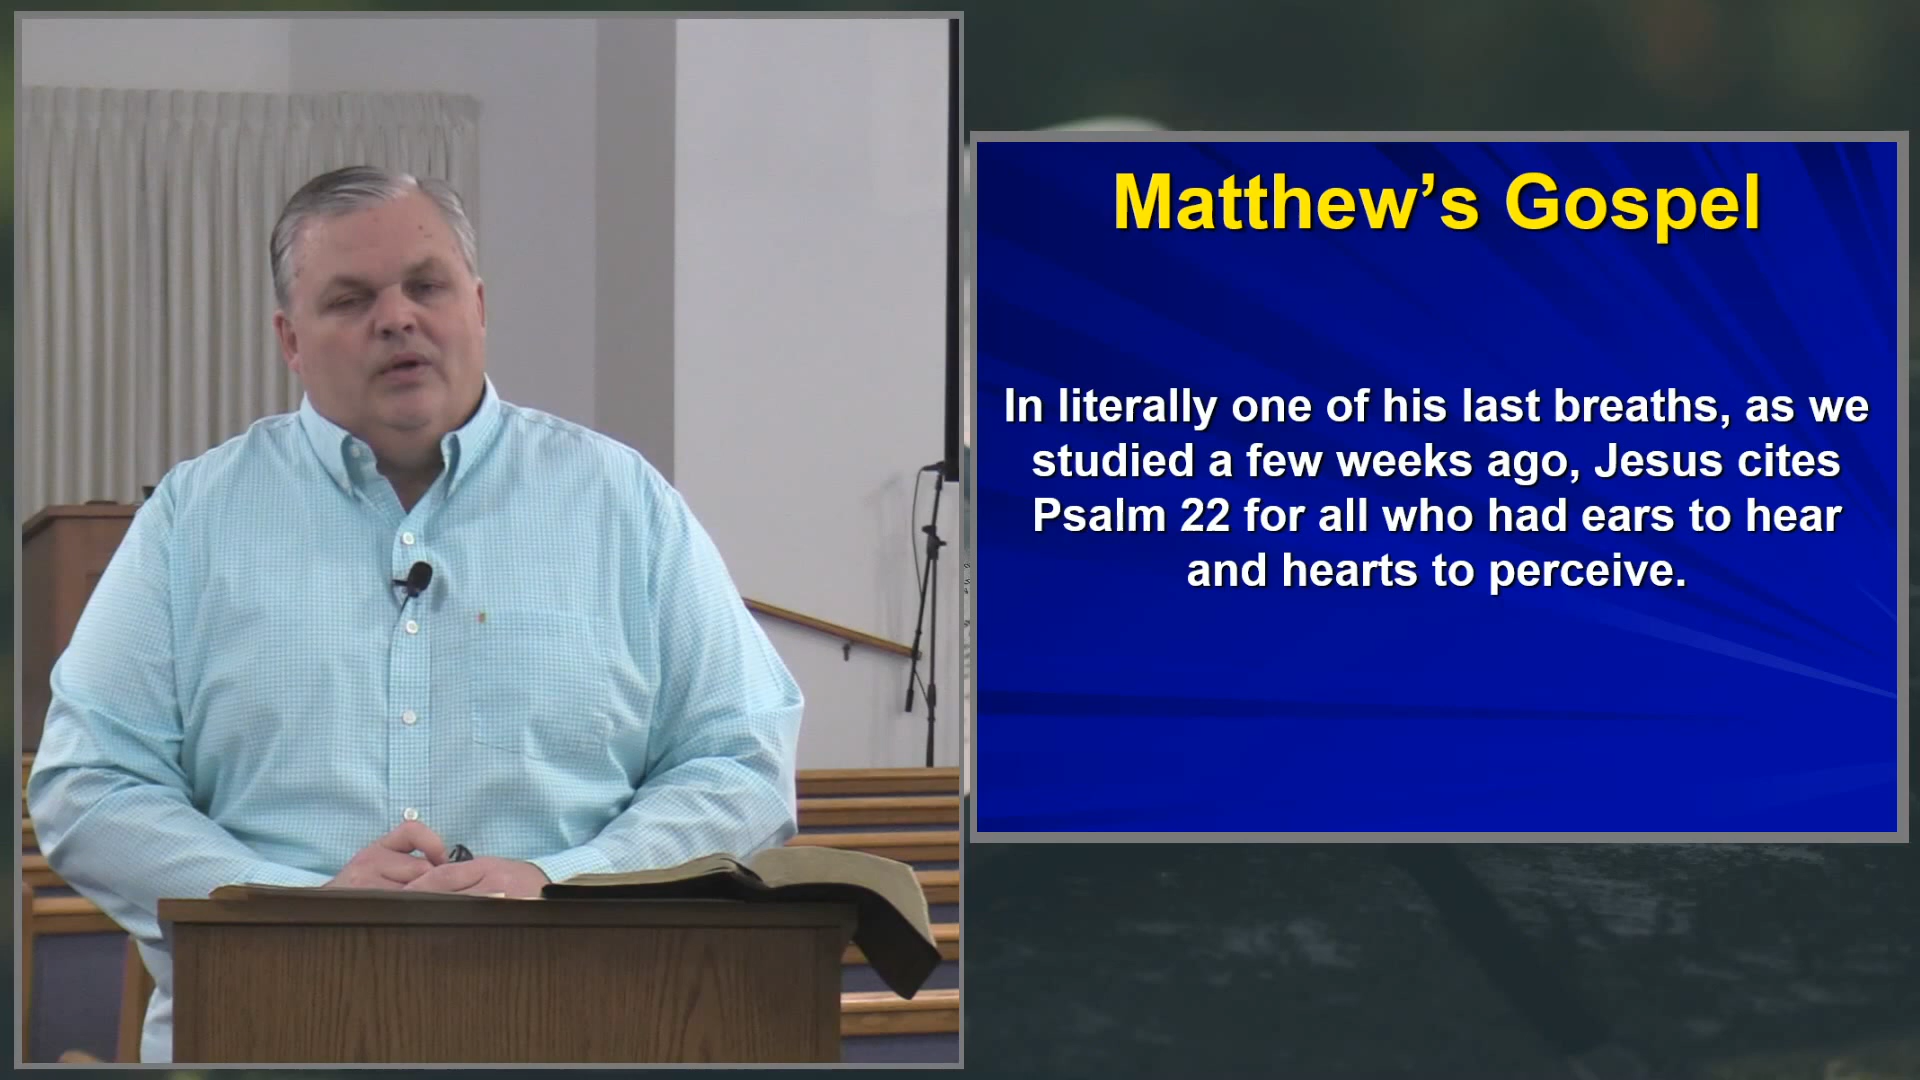 Matthew’s Gospel
In literally one of his last breaths, as we
studied a few weeks ago, Jesus cites
Psalm 22 for all who had ears to hear
and hearts to perceive.